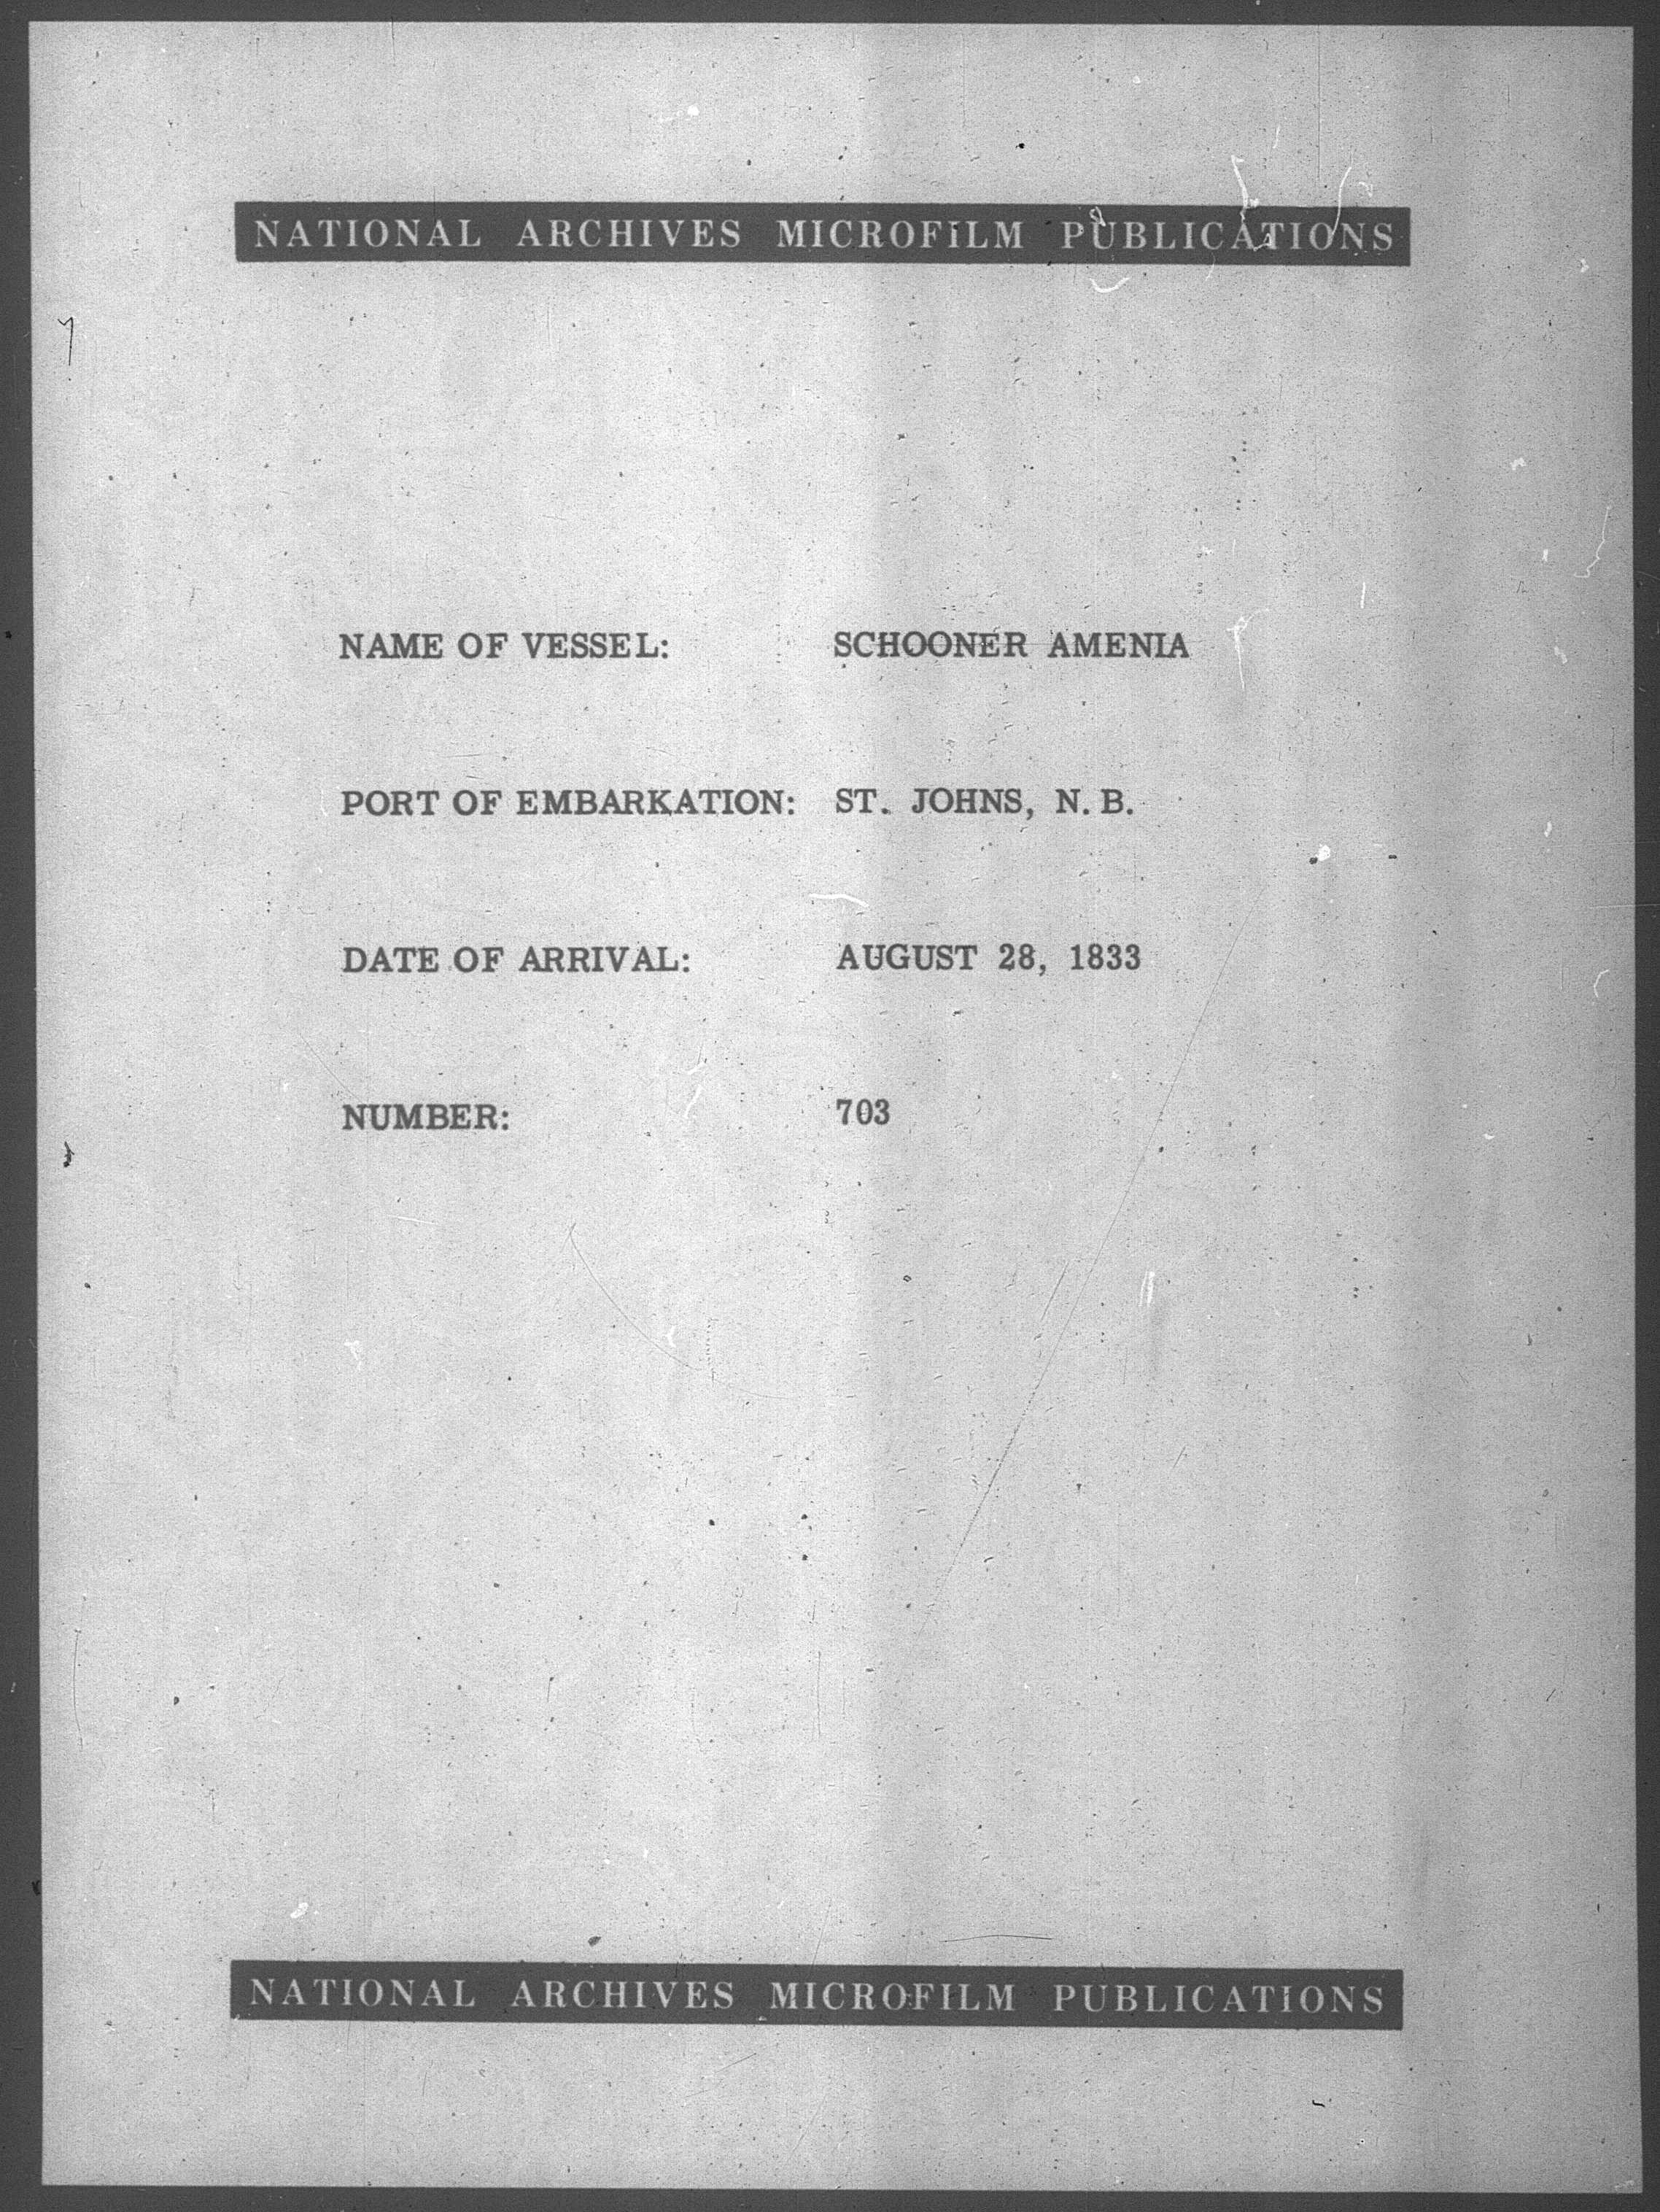 NATIONAL ARCHIVES MICROFILM PUBLICATIONS
NAME OF VESSEL: SCHOONER AMENIA
PORT OF EMBARKATION: ST. JOHNS, N. B.
DATE OF ARRIVAL: AUGUST 28, 1833
NUMBER: 703
NATIONAL ARCHIVES MICROFILM PUBLICATIONS